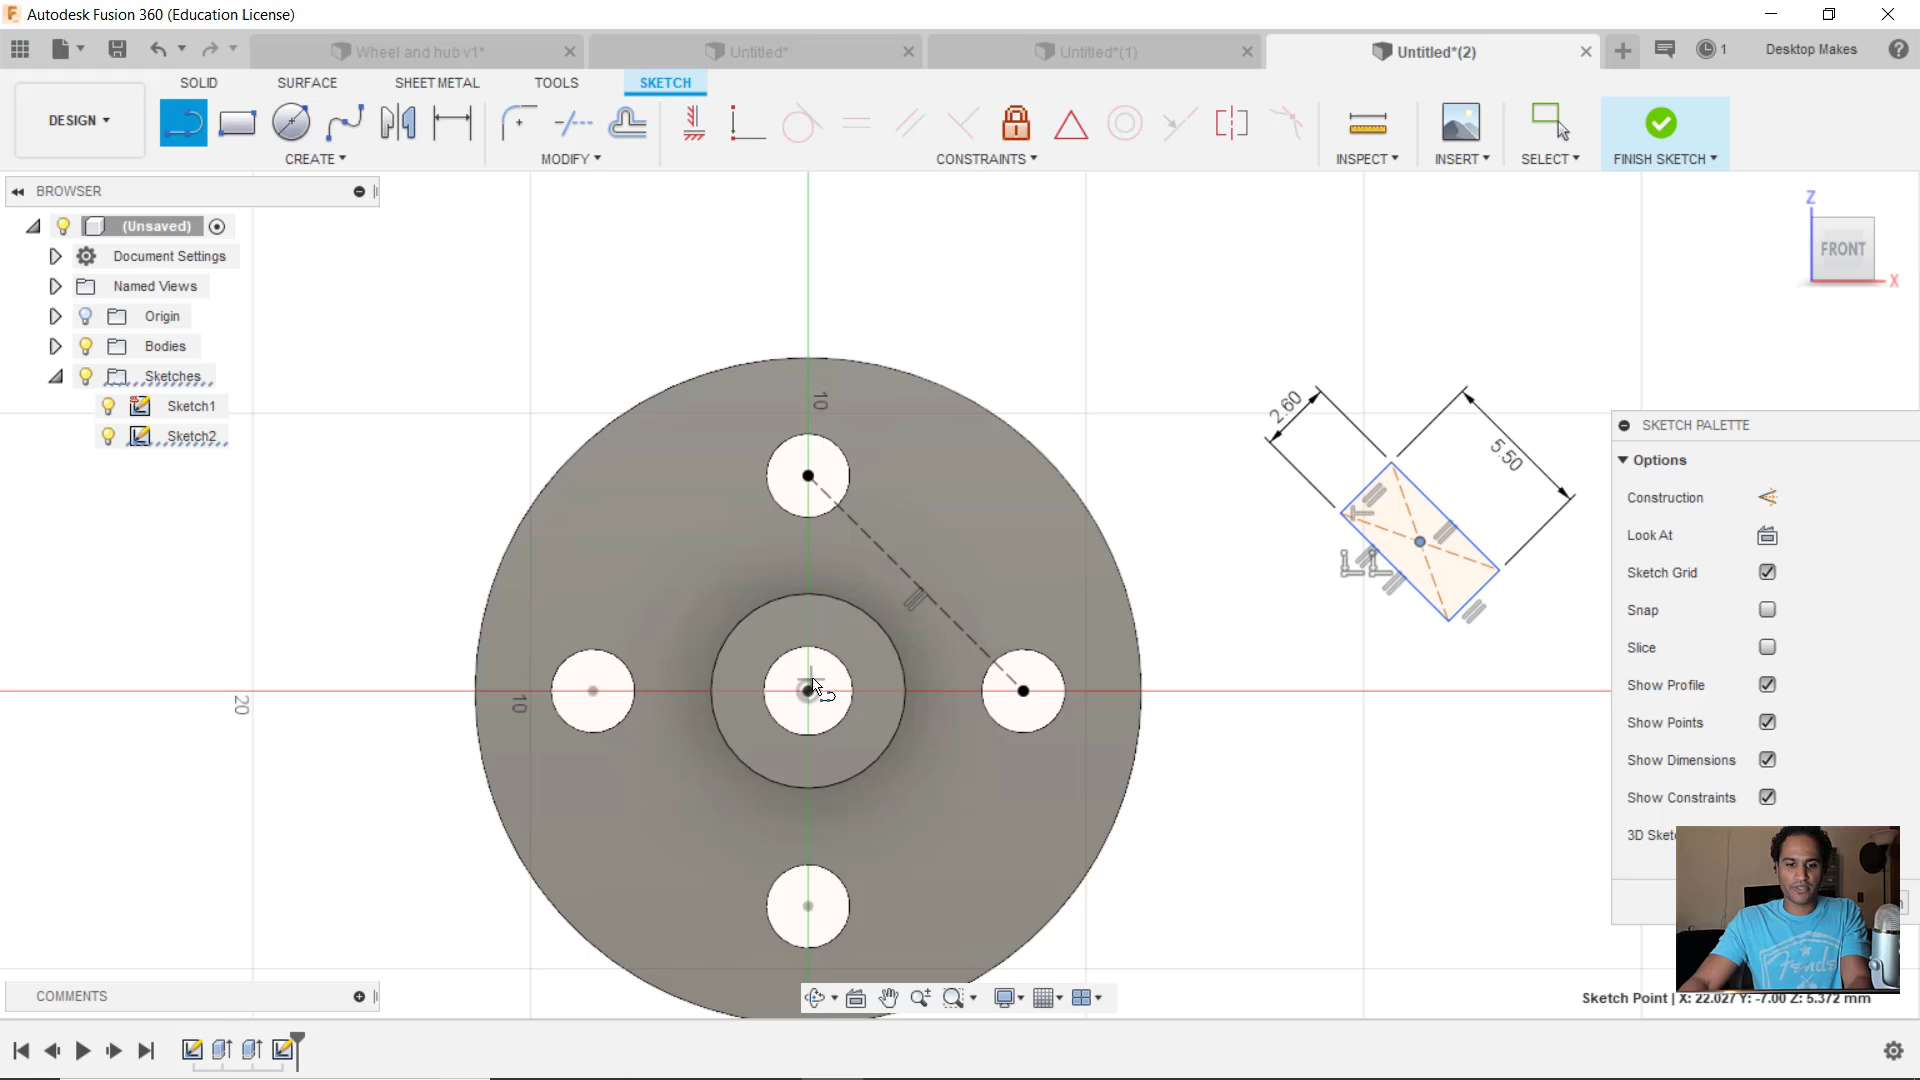 Autodesk Fusion 360 (Education License)
Wheel and hub v1*
Untitled*
Untitled*(1)
Untitled*(2)
1
Desktop Makes
SOLID
SURFACE
SHEET METAL
TOOLS
SKETCH
DESIGN
CREATE
MODIFY
CONSTRAINTS
INSPECT
INSERT
SELECT
FINISH SKETCH
BROWSER
(Unsaved)
Document Settings
Named Views
Origin
Bodies
Sketches
Sketch1
Sketch2
Z
FRONT
X
10
2.60
5.50
20
10
SKETCH PALETTE
Options
Construction
Look At
Sketch Grid
Snap
Slice
Show Profile
Show Points
Show Dimensions
Show Constraints
3D Sket
Fender
COMMENTS
Sketch Point | X: 22.027 Y: -7.00 Z: 5.372 mm